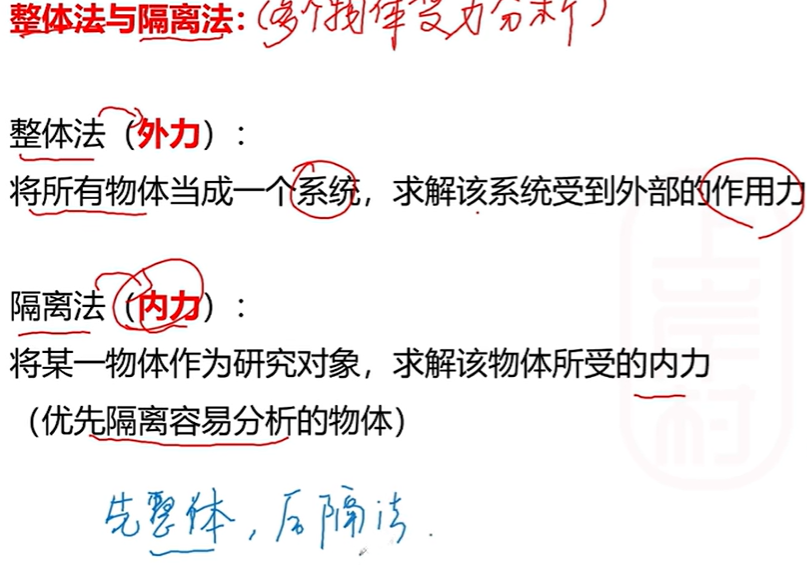 整体法与隔离法：（多个物体受力分析）
整体法（外力）：
将所有物体当成一个系统，求解该系统受到外部的作用力
隔离法（内力）：
将某一物体作为研究对象，求解该物体所受的内力
（优先隔离容易分析的物体）
先整体，后隔法.
上岸村